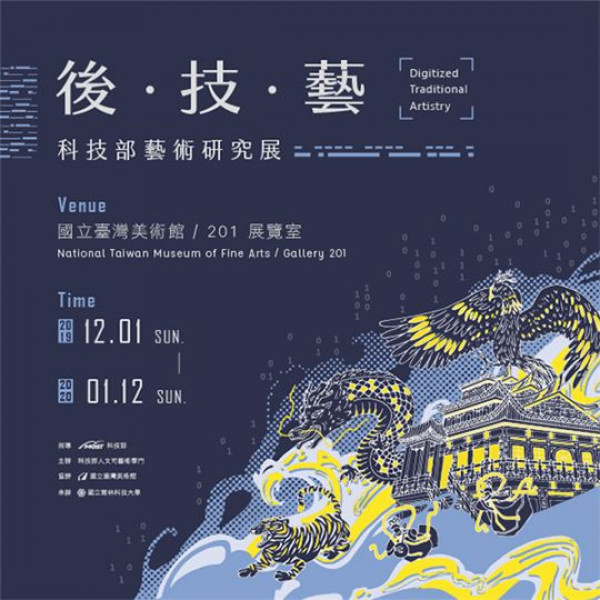 後・技・藝
Digitized
Traditional
Artistry
科技部藝術研究展
Venue
國立臺灣美術館 / 201 展覽室
National Taiwan Museum of Fine Arts / Gallery 201
Time
2019 12.01 SUN.
2020 01.12 SUN.
指導 MOST 科技部
主辦 科技部人文司藝術學門
協辦 國立臺灣美術館
承辦 國立雲林科技大學